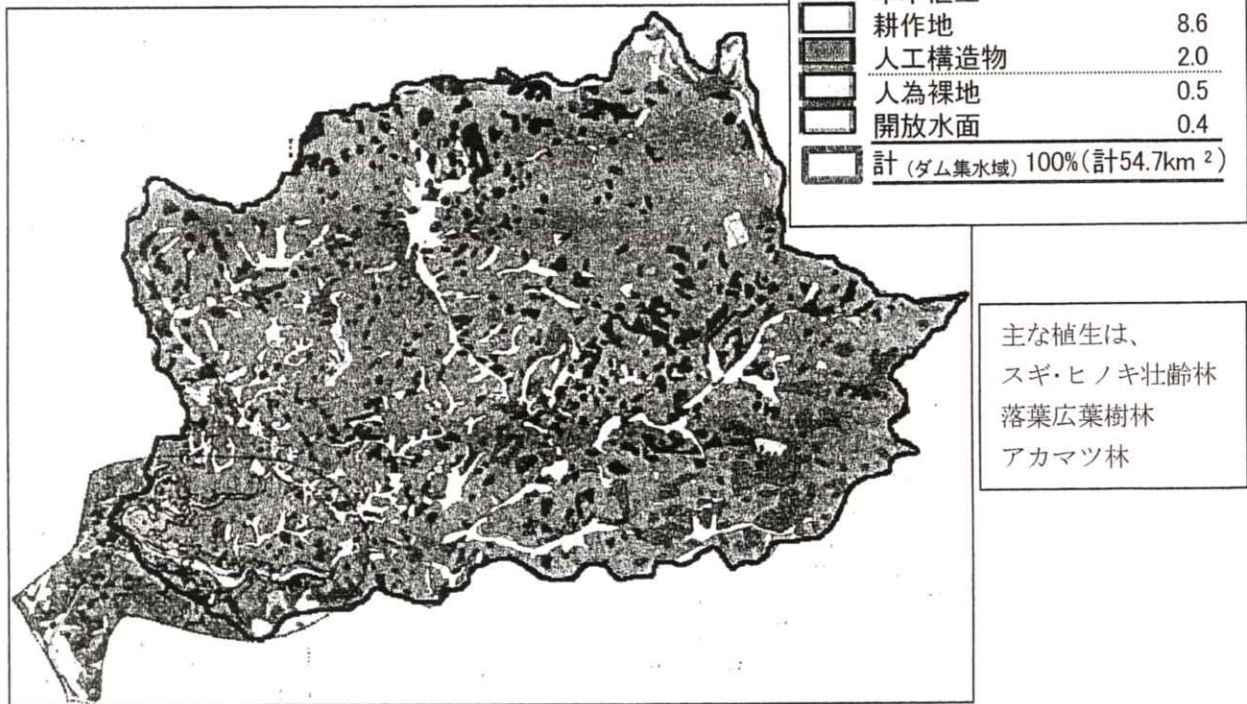 耕作地 8.6
人工構造物 2.0
人為裸地 0.5
開放水面 0.4
計(ダム集水域) 100%(計54.7km²)
主な植生は、
スギ・ヒノキ壮齢林
落葉広葉樹林
アカマツ林